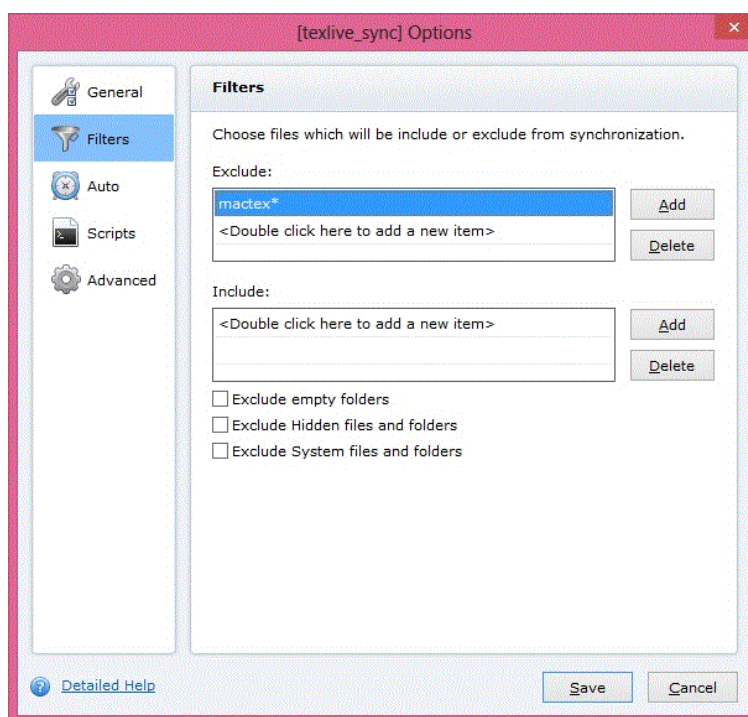 [texlive_sync] Options
General
Filters
Auto
Scripts
Advanced
Filters
Choose files which will be include or exclude from synchronization.
Exclude:
mactex*
<Double click here to add a new item>
Add
Delete
Include:
<Double click here to add a new item>
Add
Delete
Exclude empty folders
Exclude Hidden files and folders
Exclude System files and folders
Detailed Help
Save
Cancel